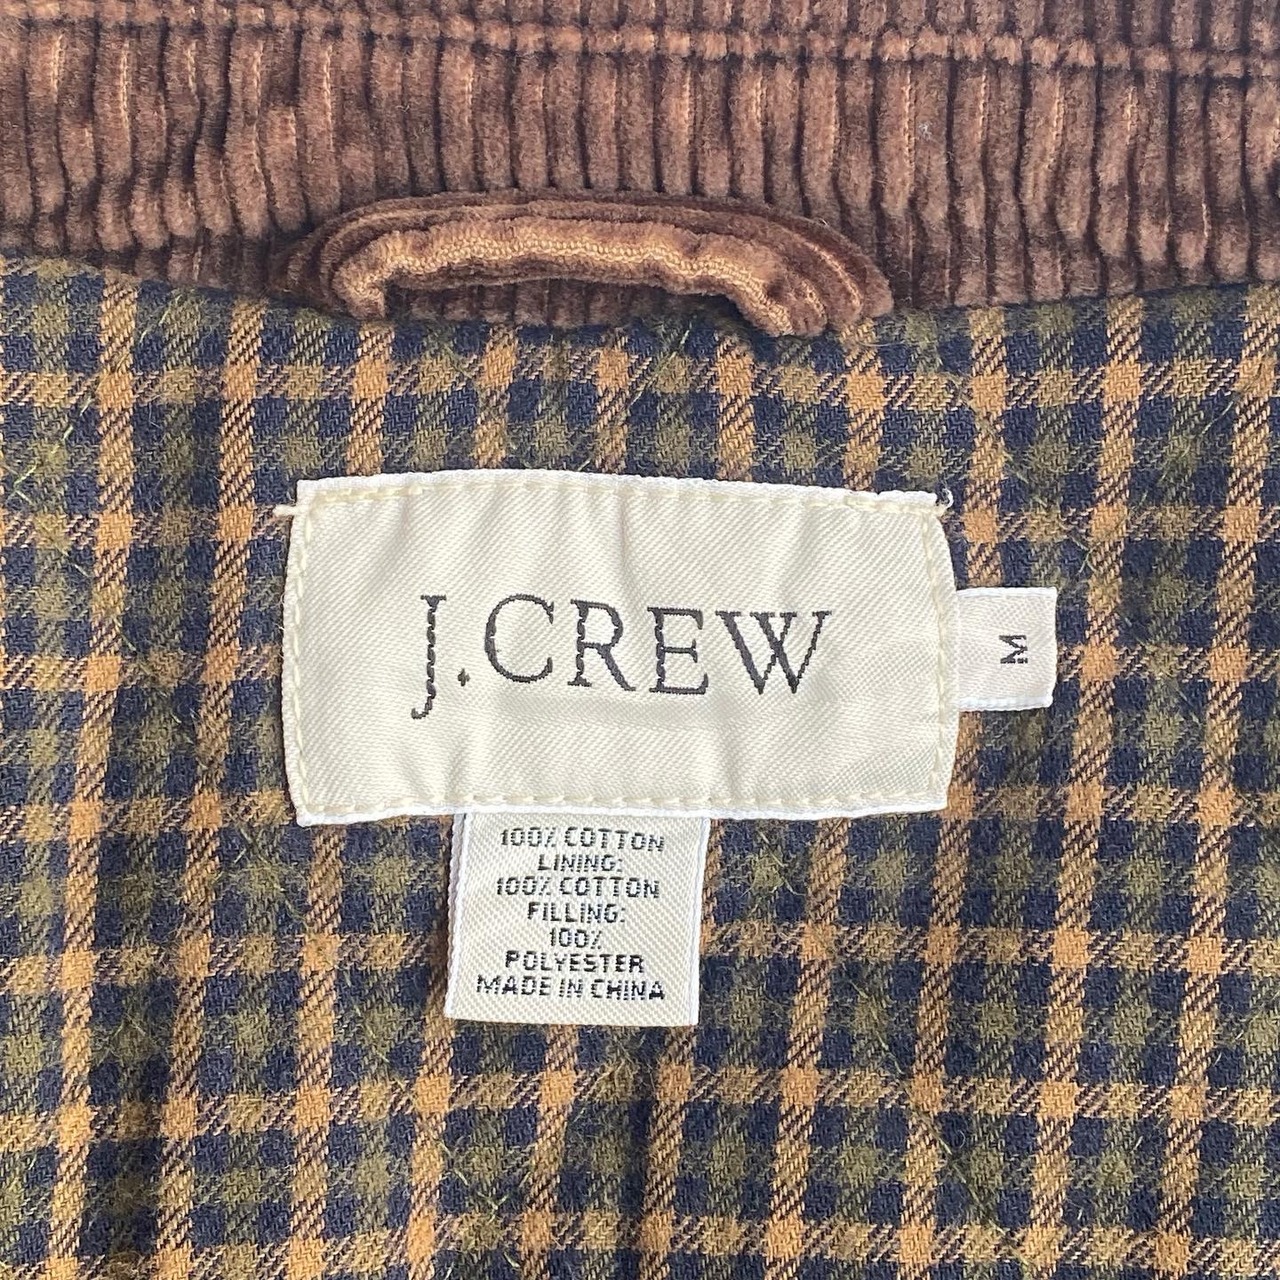 J.CREW
M
100% COTTON
LINING:
100% COTTON
FILLING:
100%
POLYESTER
MADE IN CHINA